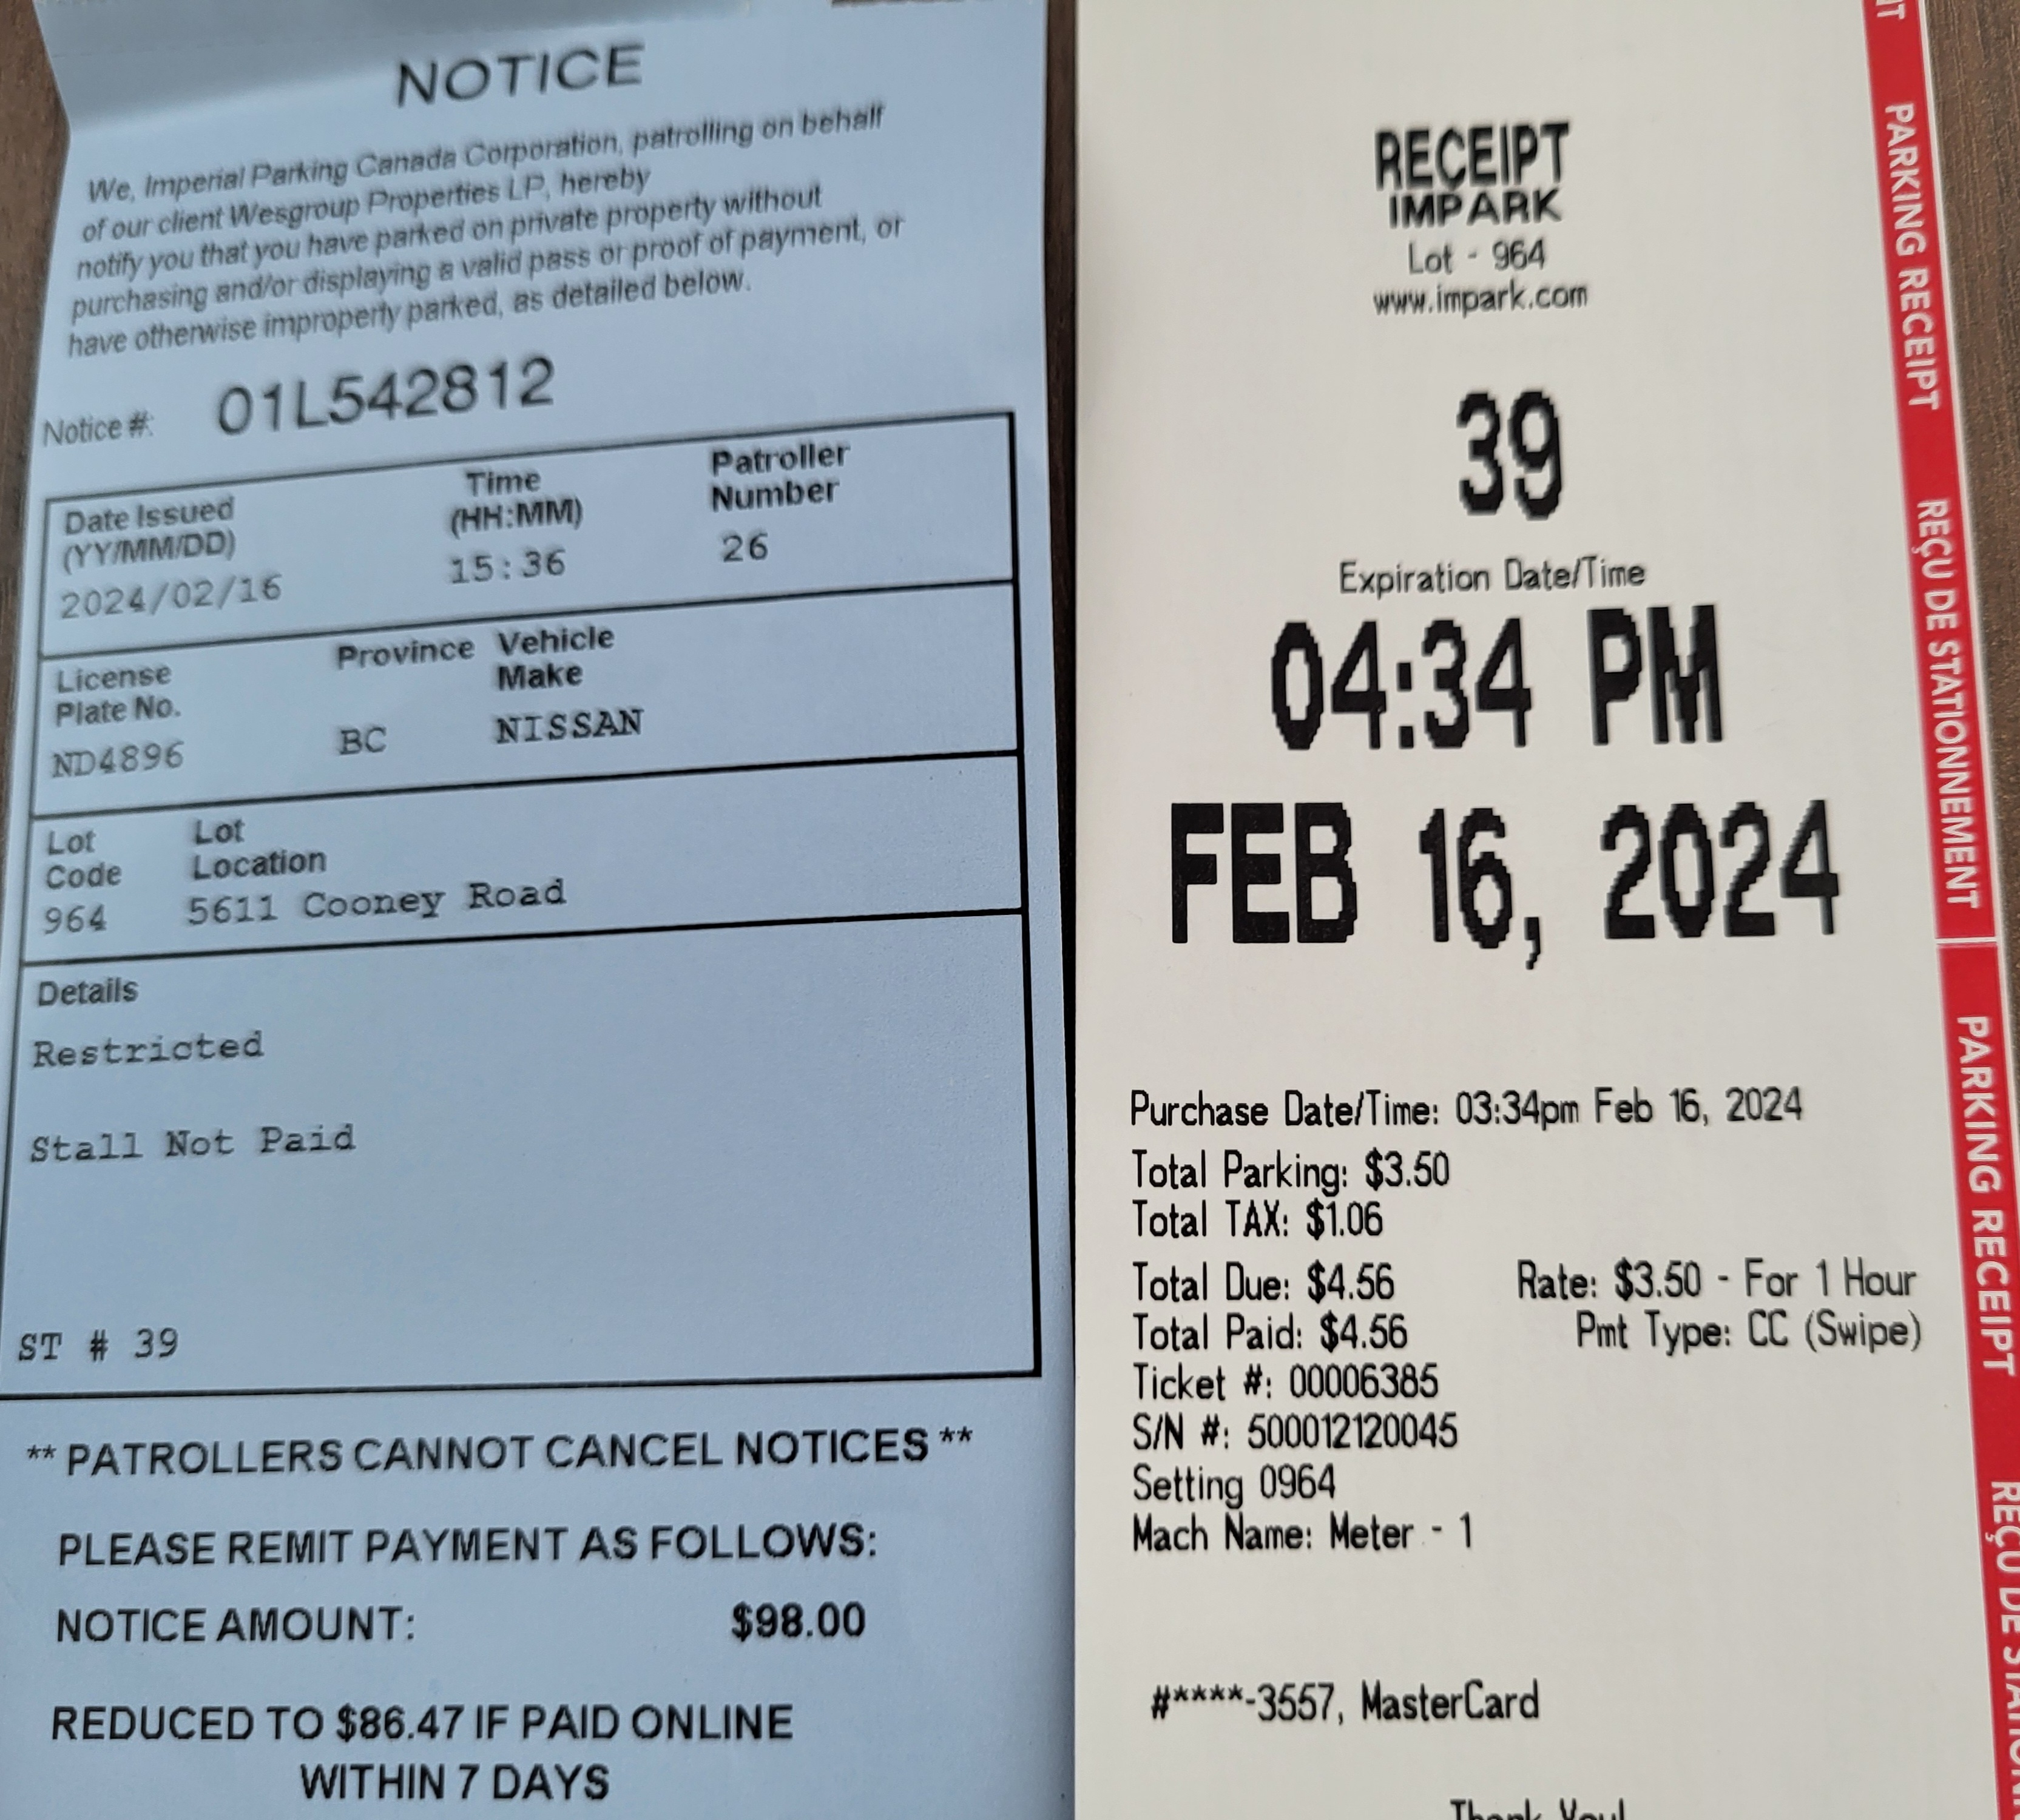 NOTICE
We, Imperial Parking Canada Corporation, patrolling on behalf
of our client Wesgroup Properties LP, hereby
notify you that you have parked on private property without
purchasing and/or displaying a valid pass or proof of payment, or
have otherwise improperly parked, as detailed below.
Notice #: 01L542812
Date Issued
(YY/MM/DD)
2024/02/16
Time
(HH:MM)
15:36
Patroller
Number
26
License
Plate No.
ND4896
Province
BC
Vehicle
Make
NISSAN
Lot
Code
964
Lot
Location
5611 Cooney Road
Details
Restricted
Stall Not Paid
ST # 39
** PATROLLERS CANNOT CANCEL NOTICES **
PLEASE REMIT PAYMENT AS FOLLOWS:
NOTICE AMOUNT: $98.00
REDUCED TO $86.47 IF PAID ONLINE
WITHIN 7 DAYS
RECEIPT
IMPARK
Lot - 964
www.impark.com
39
Expiration Date/Time
04:34 PM
FEB 16, 2024
Purchase Date/Time: 03:34pm Feb 16, 2024
Total Parking: $3.50
Total TAX: $1.06
Total Due: $4.56 Rate: $3.50 - For 1 Hour
Total Paid: $4.56 Pmt Type: CC (Swipe)
Ticket #: 00006385
S/N #: 500012120045
Setting 0964
Mach Name: Meter - 1
#****-3557, MasterCard
Thank You!
PARKING RECEIPT
REÇU DE STATIONNEMENT
PARKING RECEIPT
REÇU DE STATION